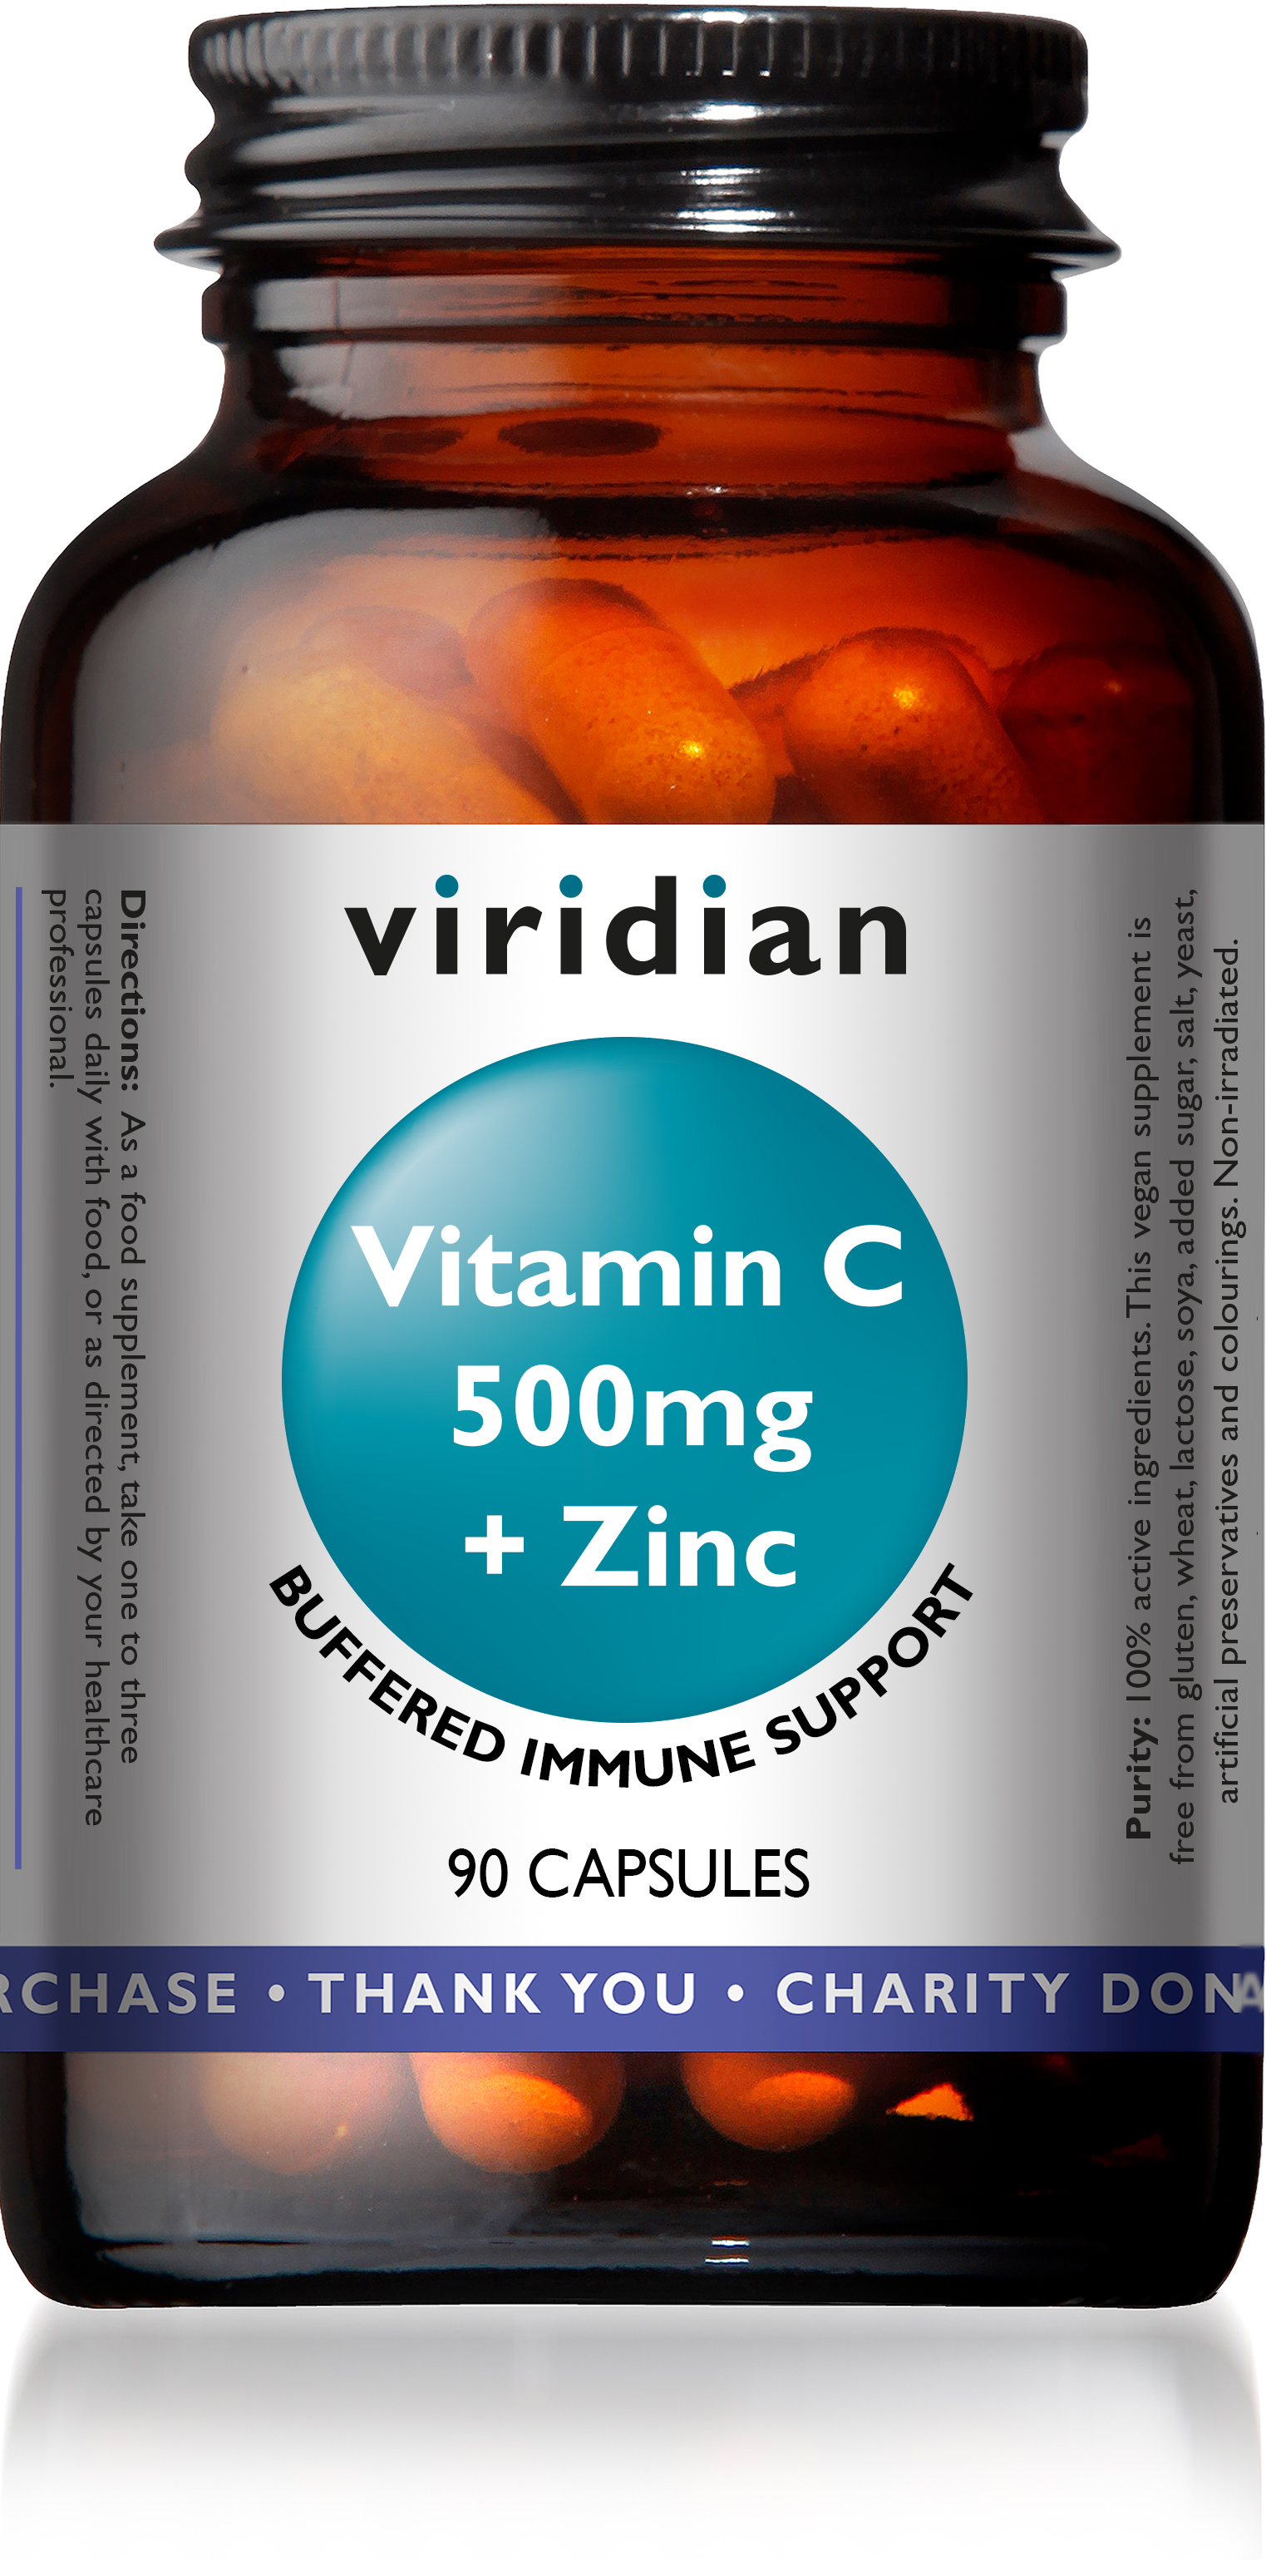 viridian
Vitamin C
500mg
+ Zinc
BUFFERED IMMUNE SUPPORT
90 CAPSULES
Directions: As a food supplement, take one to three
capsules daily with food, or as directed by your healthcare
professional.
Purity: 100% active ingredients. This vegan supplement is
free from gluten, wheat, lactose, soya, added sugar, salt, yeast,
artificial preservatives and colourings. Non-irradiated.
RCHASE • THANK YOU • CHARITY DONA